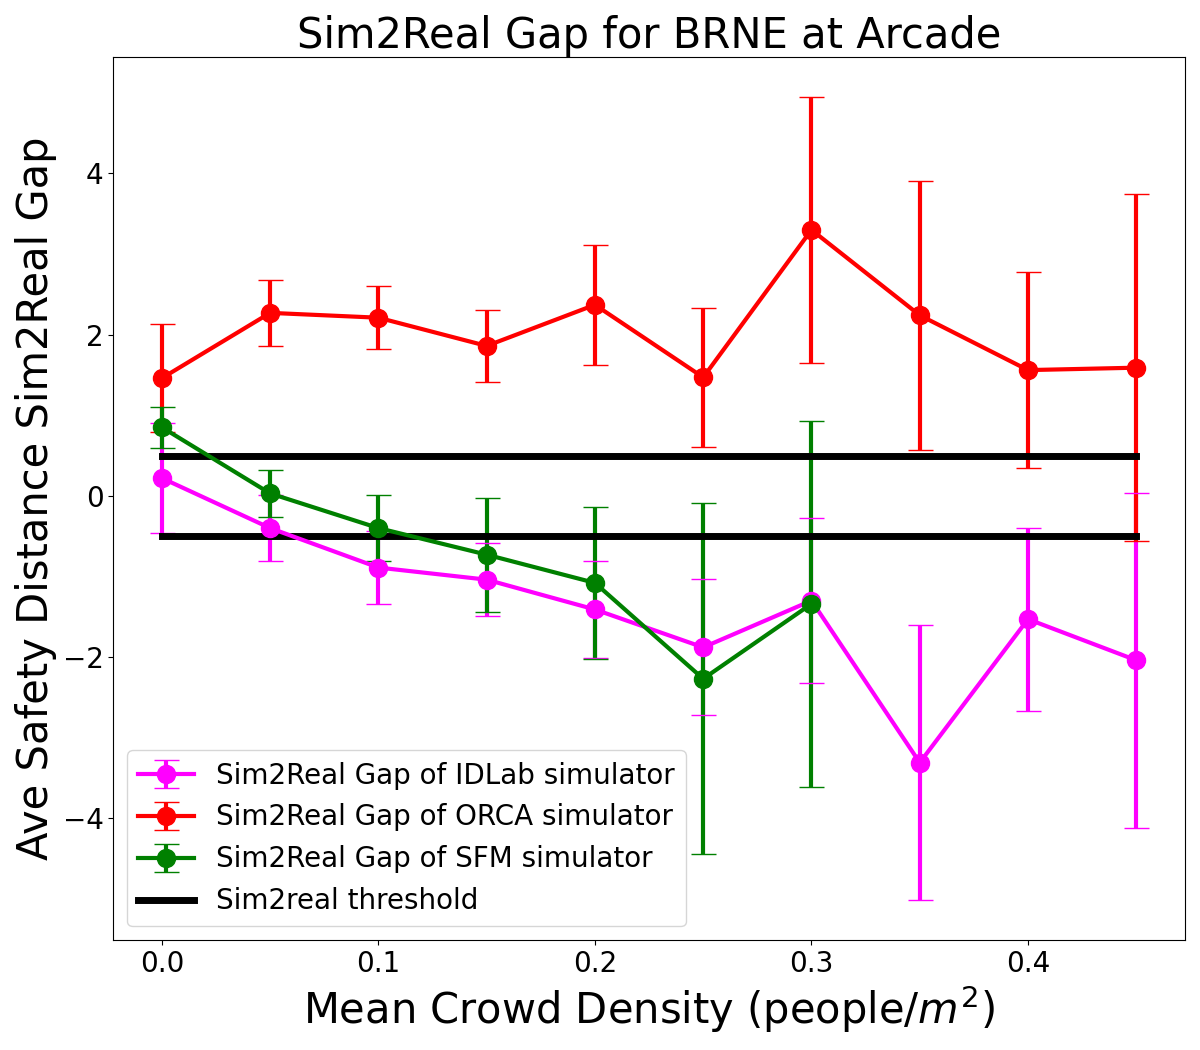 Sim2Real Gap for BRNE at Arcade
Ave Safety Distance Sim2Real Gap
4
2
0
−2
−4
Sim2Real Gap of IDLab simulator
Sim2Real Gap of ORCA simulator
Sim2Real Gap of SFM simulator
Sim2real threshold
0.0 0.1 0.2 0.3 0.4
Mean Crowd Density (people/m²)